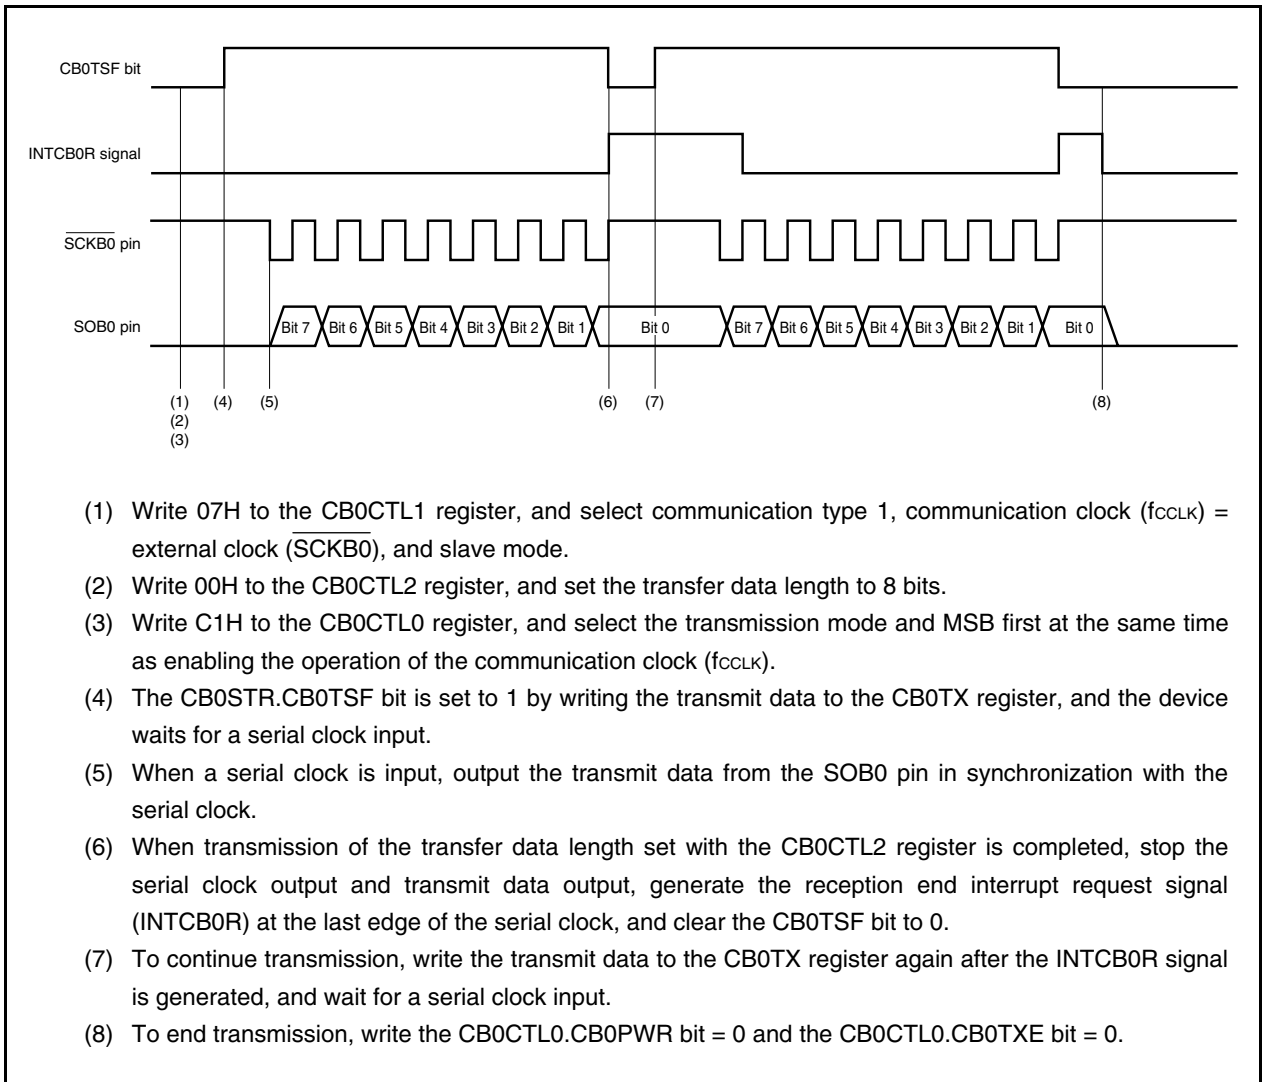 CB0TSF bit
INTCB0R signal
SCKB0 pin
SOB0 pin
Bit 7 Bit 6 Bit 5 Bit 4 Bit 3 Bit 2 Bit 1 Bit 0 Bit 7 Bit 6 Bit 5 Bit 4 Bit 3 Bit 2 Bit 1 Bit 0
(1) (4) (5) (6) (7) (8)
(2)
(3)
(1) Write 07H to the CB0CTL1 register, and select communication type 1, communication clock (fCCLK) =
external clock (SCKB0), and slave mode.
(2) Write 00H to the CB0CTL2 register, and set the transfer data length to 8 bits.
(3) Write C1H to the CB0CTL0 register, and select the transmission mode and MSB first at the same time
as enabling the operation of the communication clock (fCCLK).
(4) The CB0STR.CB0TSF bit is set to 1 by writing the transmit data to the CB0TX register, and the device
waits for a serial clock input.
(5) When a serial clock is input, output the transmit data from the SOB0 pin in synchronization with the
serial clock.
(6) When transmission of the transfer data length set with the CB0CTL2 register is completed, stop the
serial clock output and transmit data output, generate the reception end interrupt request signal
(INTCB0R) at the last edge of the serial clock, and clear the CB0TSF bit to 0.
(7) To continue transmission, write the transmit data to the CB0TX register again after the INTCB0R signal
is generated, and wait for a serial clock input.
(8) To end transmission, write the CB0CTL0.CB0PWR bit = 0 and the CB0CTL0.CB0TXE bit = 0.